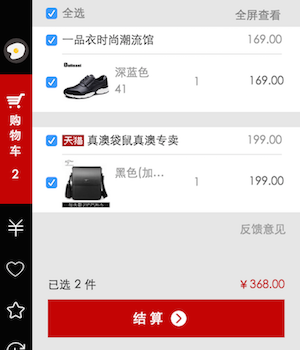 全选 全屏查看
购物车
2
一品衣时尚潮流馆 169.00
深蓝色 1 169.00
41
天猫 真澳袋鼠真澳专卖 199.00
黑色(加... 1 199.00
反馈意见
已选 2 件 ￥368.00
结算